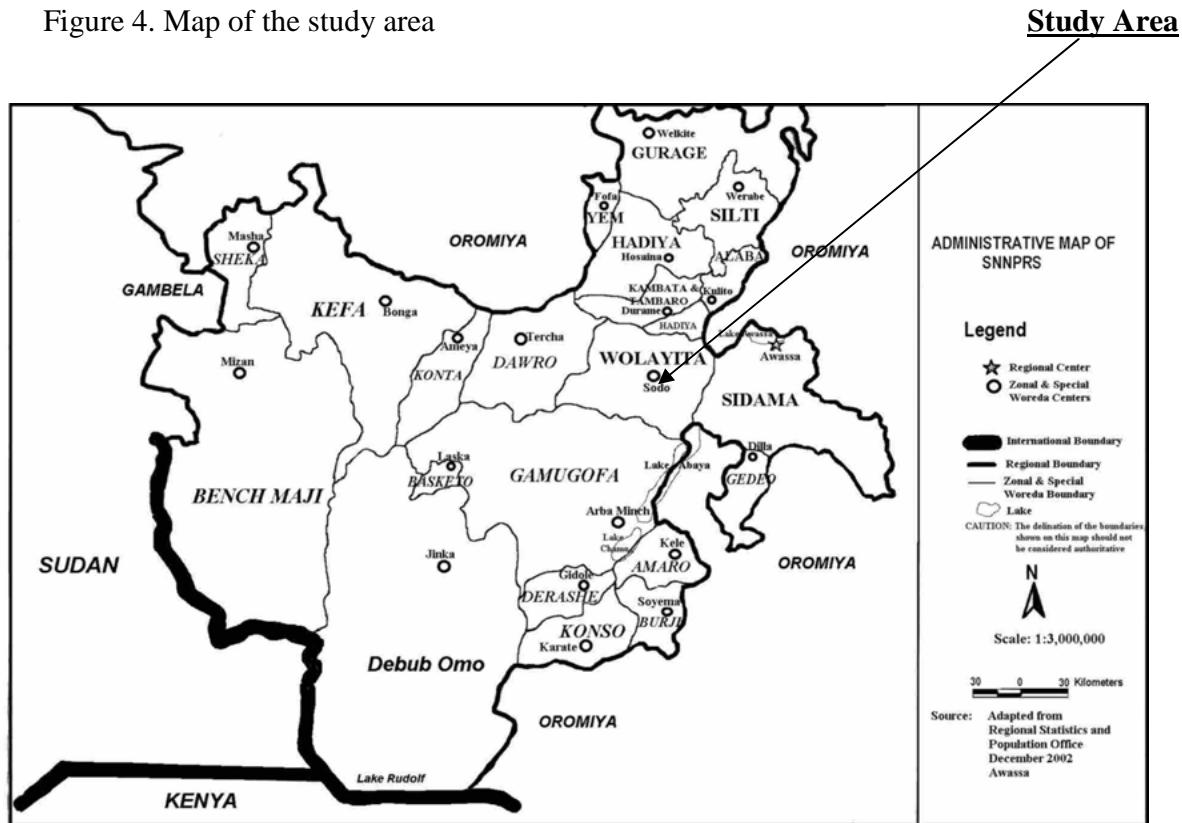 Figure 4. Map of the study area
Study Area
Welkite
GURAGE
Fofa
YEM
Werabe
SILTI
HADIYA
Hosaina
OROMIYA
OROMIYA
ALABA
Masha
SHEKA
GAMBELA
KEFA
Bonga
KAMBATA &
TAMBARO
Kulito
Durame
HADIYA
Ameya
KONTA
Tercha
DAWRO
WOLAYITA
Sodo
Lake Awassa
Awassa
SIDAMA
Mizan
BENCH MAJI
Laska
BASKETO
GAMUGOFA
Lake Abaya
Dilla
GEDEO
Arba Minch
Lake
Chamo
Kele
AMARO
OROMIYA
SUDAN
Jinka
Gidole
DERASHE
Soyema
BURJI
KONSO
Karate
Debub Omo
OROMIYA
Lake Rudolf
KENYA
ADMINISTRATIVE MAP OF
SNNPRS
Legend
Regional Center
Zonal & Special
Woreda Centers
International Boundary
Regional Boundary
Zonal & Special
Woreda Boundary
Lake
CAUTION: The delination of the boundaries,
shown on this map should not
be considered authoritative
N
Scale: 1:3,000,000
30 0 30 Kilometers
Source: Adapted from
Regional Statistics and
Population Office
December 2002
Awassa